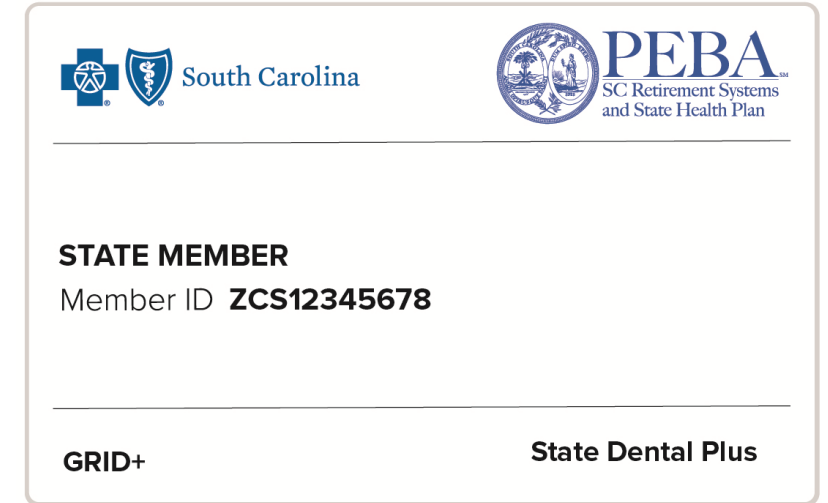 South Carolina
PEBA SM
SC Retirement Systems
and State Health Plan
STATE MEMBER
Member ID ZCS12345678
GRID+
State Dental Plus